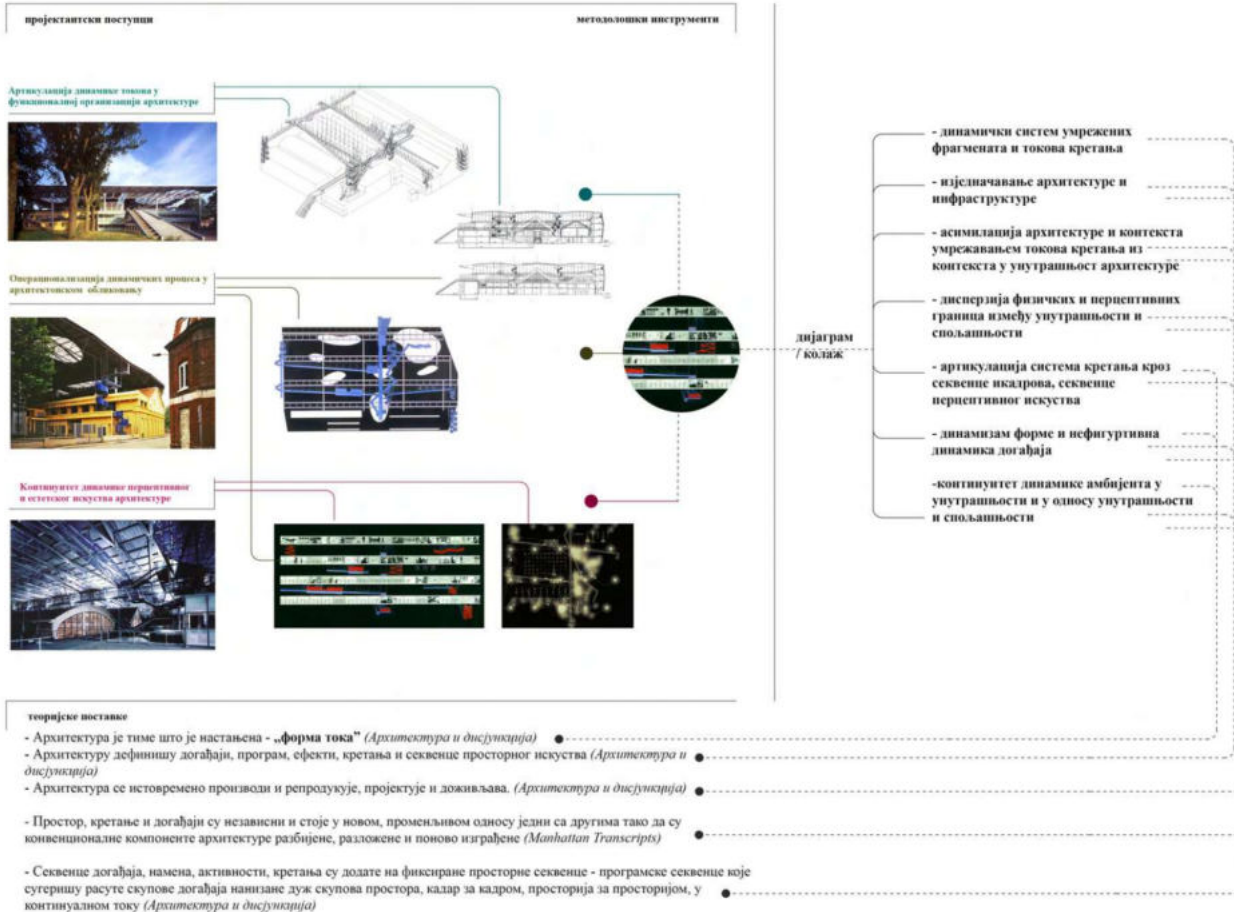 пројектантски поступци
методолошки инструменти
Артикулација динамике токова у
функционалној организацији архитектуре
Операционализација динамичких процеса у
архитектонском обликовању
Континуитет динамике перцептивног
и естетског искуства архитектуре
дијаграм
/ колаж
- динамички систем умрежених
фрагмената и токова кретања
- изједначавање архитектуре и
инфраструктуре
- асимилација архитектуре и контекста
умрежавањем токова кретања из
контекста у унутрашњост архитектуре
- дисперзија физичких и перцептивних
граница између унутрашњости и
спољашњости
- артикулација система кретања кроз
секвенце икадрова, секвенце
перцептивног искуства
- динамизам форме и нефигуртивна
динамика догађаја
-континуитет динамике амбијента у
унутрашњости и у односу унутрашњости
и спољашњости
теоријске поставке
- Архитектура је тиме што је настањена - „форма тока” (Архитектура и дисјункција)
- Архитектуру дефинишу догађаји, програм, ефекти, кретања и секвенце просторног искуства (Архитектура и
дисјункција)
- Архитектура се истовремено производи и репродукује, пројектује и доживљава. (Архитектура и дисјункција)
- Простор, кретање и догађаји су независни и стоје у новом, променљивом односу једни са другима тако да су
конвенционалне компоненте архитектуре разбијене, разложене и поново изграђене (Manhattan Transcripts)
- Секвенце догађаја, намена, активности, кретања су додате на фиксиране просторне секвенце - програмске секвенце које
сугеришу расуте скупове догађаја нанизане дуж скупова простора, кадар за кадром, просторија за просторијом, у
континуалном току (Архитектура и дисјункција)